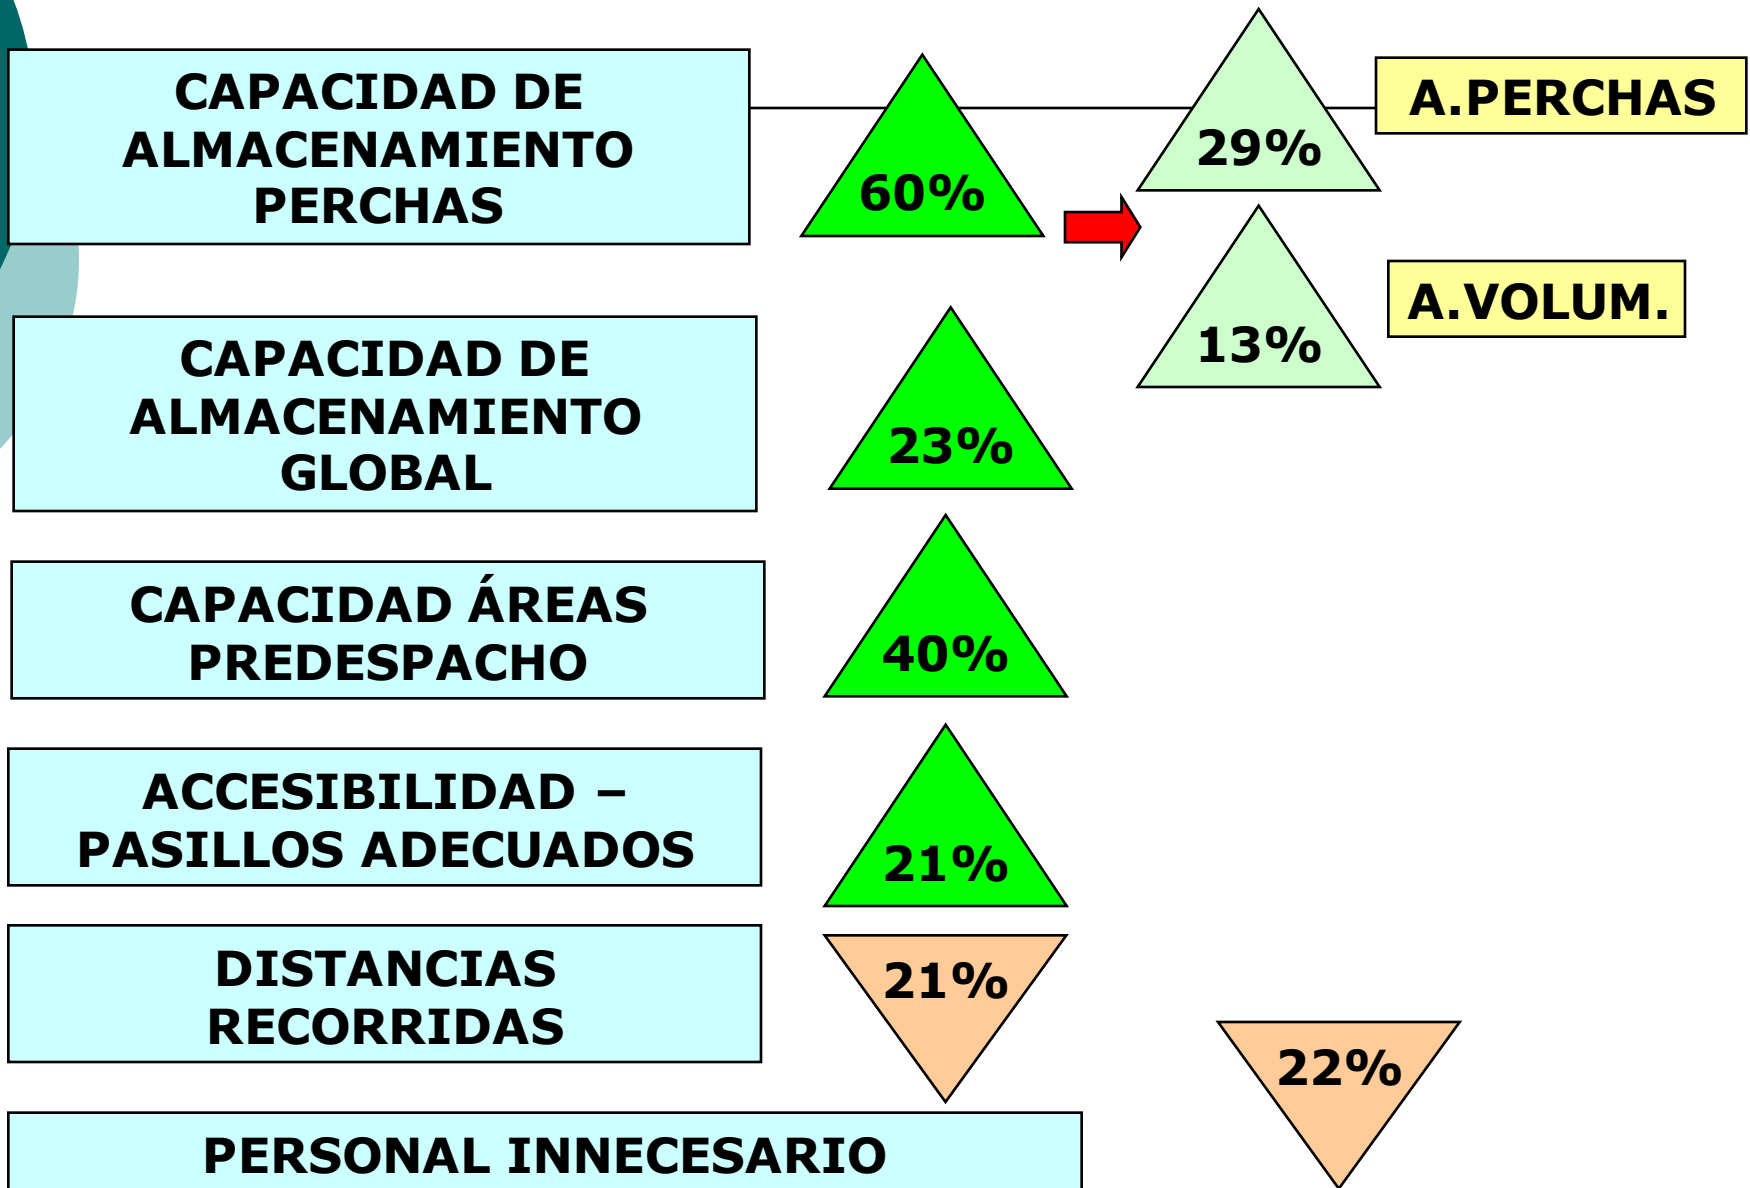 CAPACIDAD DE
ALMACENAMIENTO
PERCHAS
60%
29%
A.PERCHAS
13%
A.VOLUM.
CAPACIDAD DE
ALMACENAMIENTO
GLOBAL
23%
CAPACIDAD ÁREAS
PREDESPACHO
40%
ACCESIBILIDAD –
PASILLOS ADECUADOS
21%
DISTANCIAS
RECORRIDAS
21%
PERSONAL INNECESARIO
22%